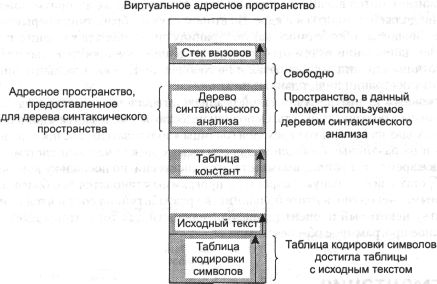 Виртуальное адресное пространство
Стек вызовов
Свободно
Адресное пространство,
предоставленное
для дерева синтаксического
пространства
Дерево
синтаксического
анализа
Пространство, в данный
момент используемое
деревом синтаксического
анализа
Таблица
констант
Исходный текст
Таблица
кодировки
символов
Таблица кодировки символов
достигла таблицы
с исходным текстом